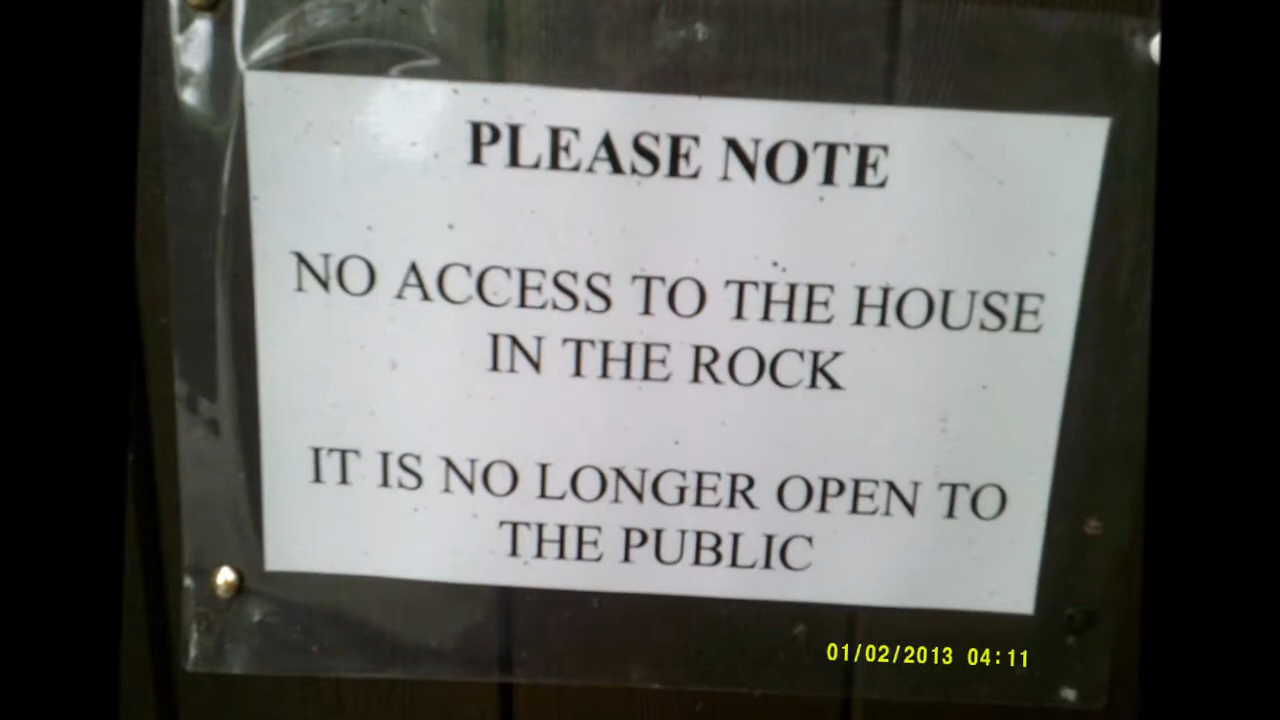 PLEASE NOTE
NO ACCESS TO THE HOUSE
IN THE ROCK
IT IS NO LONGER OPEN TO
THE PUBLIC
01/02/2013 04:11